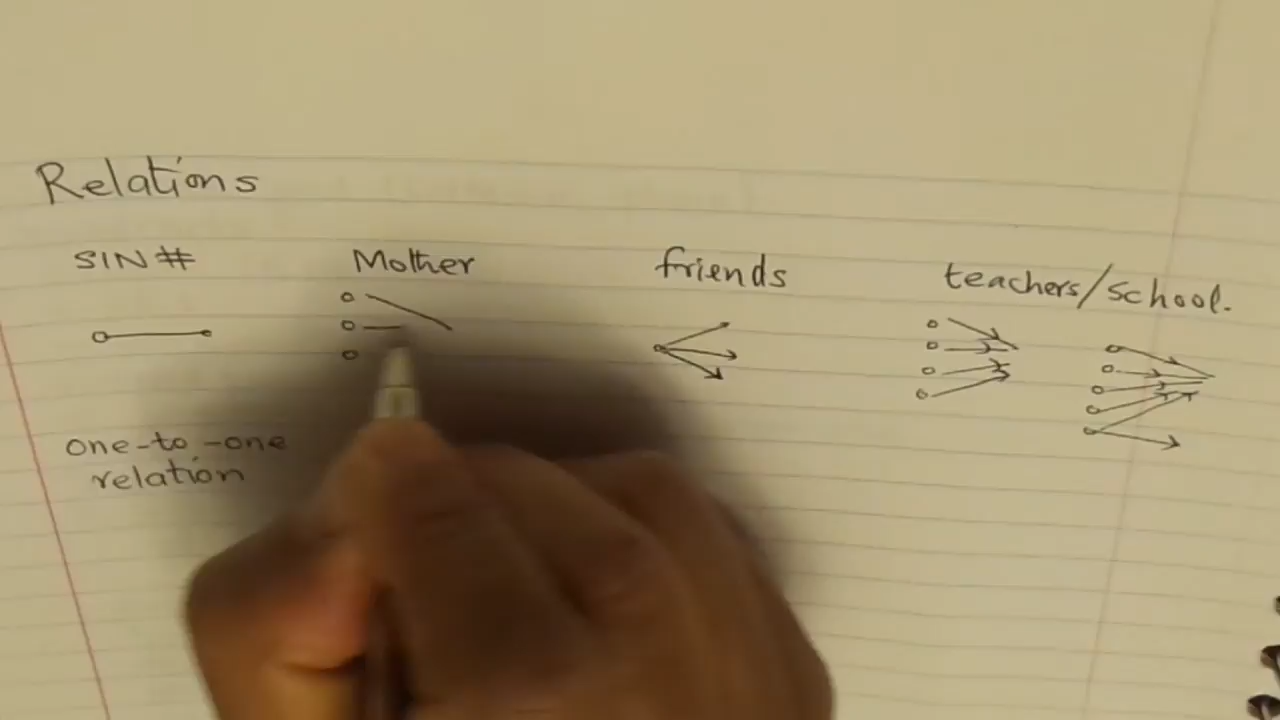 Relations
SIN # Mother friends teachers/school.
one-to-one
relation